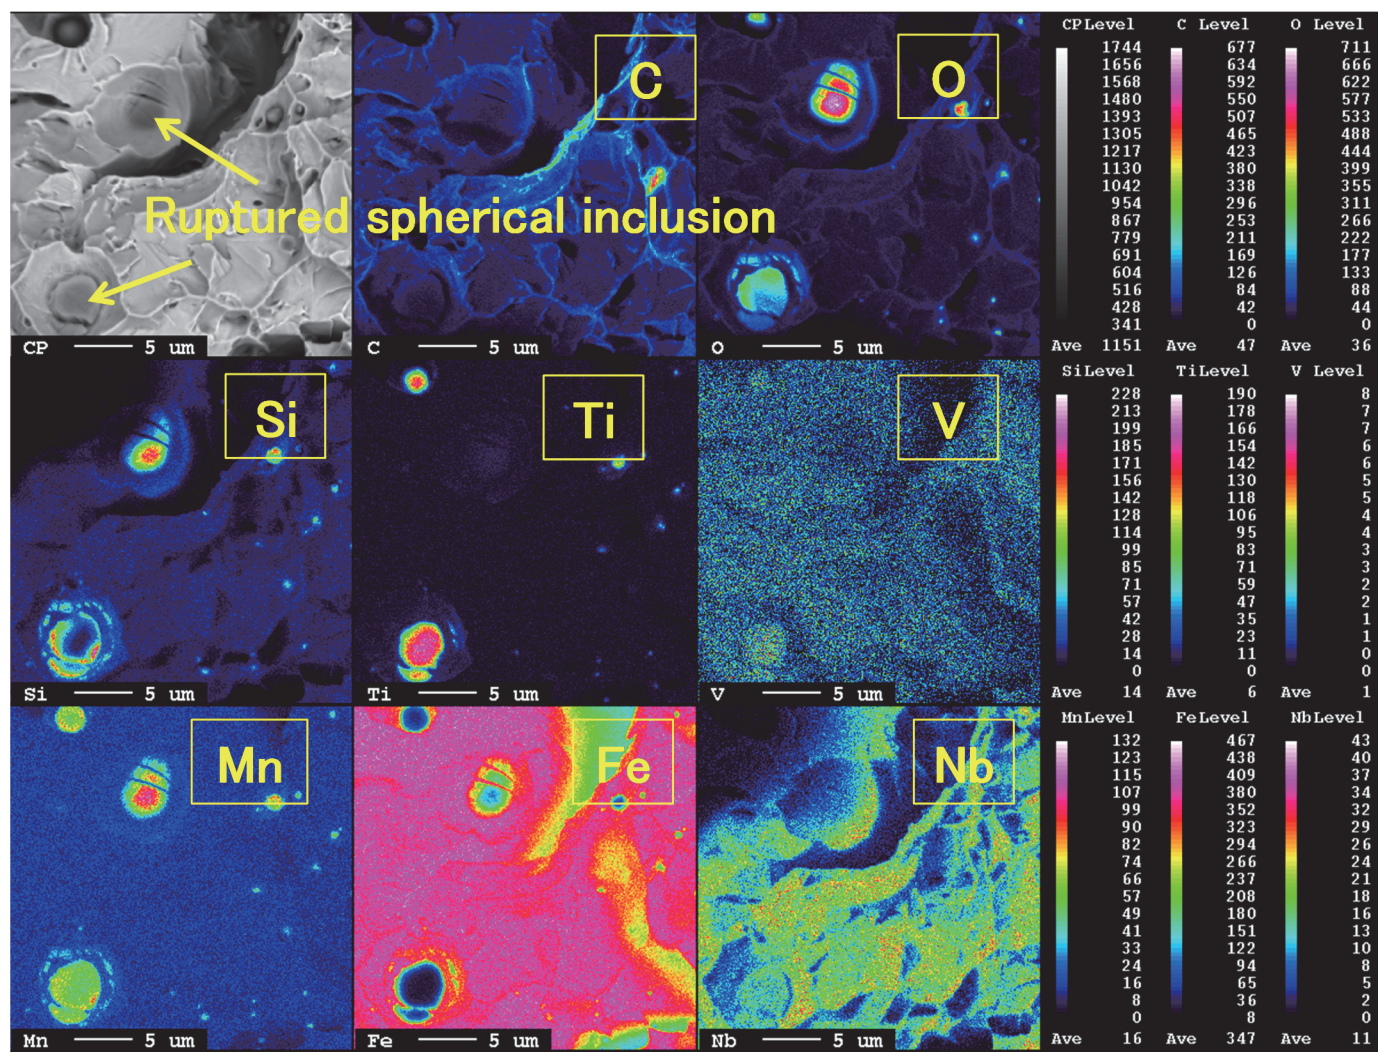 CP Level C Level O Level
1744 677 711
1656 634 666
1568 592 622
1480 550 577
1393 507 533
1305 465 488
1217 423 444
1130 380 399
1042 338 355
954 296 311
867 253 266
779 211 222
691 169 177
604 126 133
516 84 88
428 42 44
341 0 0
Ave 1151 Ave 47 Ave 36
C
O
Ruptured spherical inclusion
CP 5 um
C 5 um
O 5 um
Si Level Ti Level V Level
228 190 8
213 178 7
199 166 7
185 154 6
171 142 6
156 130 5
142 118 5
128 106 4
114 95 4
99 83 3
85 71 3
71 59 2
57 47 2
42 35 1
28 23 1
14 11 0
0 0 0
Ave 14 Ave 6 Ave 1
Si
Ti
V
Si 5 um
Ti 5 um
V 5 um
Mn Level Fe Level Nb Level
132 467 43
123 438 40
115 409 37
107 380 34
99 352 32
90 323 29
82 294 26
74 266 24
66 237 21
57 208 18
49 180 16
41 151 13
33 122 10
24 94 8
16 65 5
8 36 2
0 8 0
Ave 16 Ave 347 Ave 11
Mn
Fe
Nb
Mn 5 um
Fe 5 um
Nb 5 um